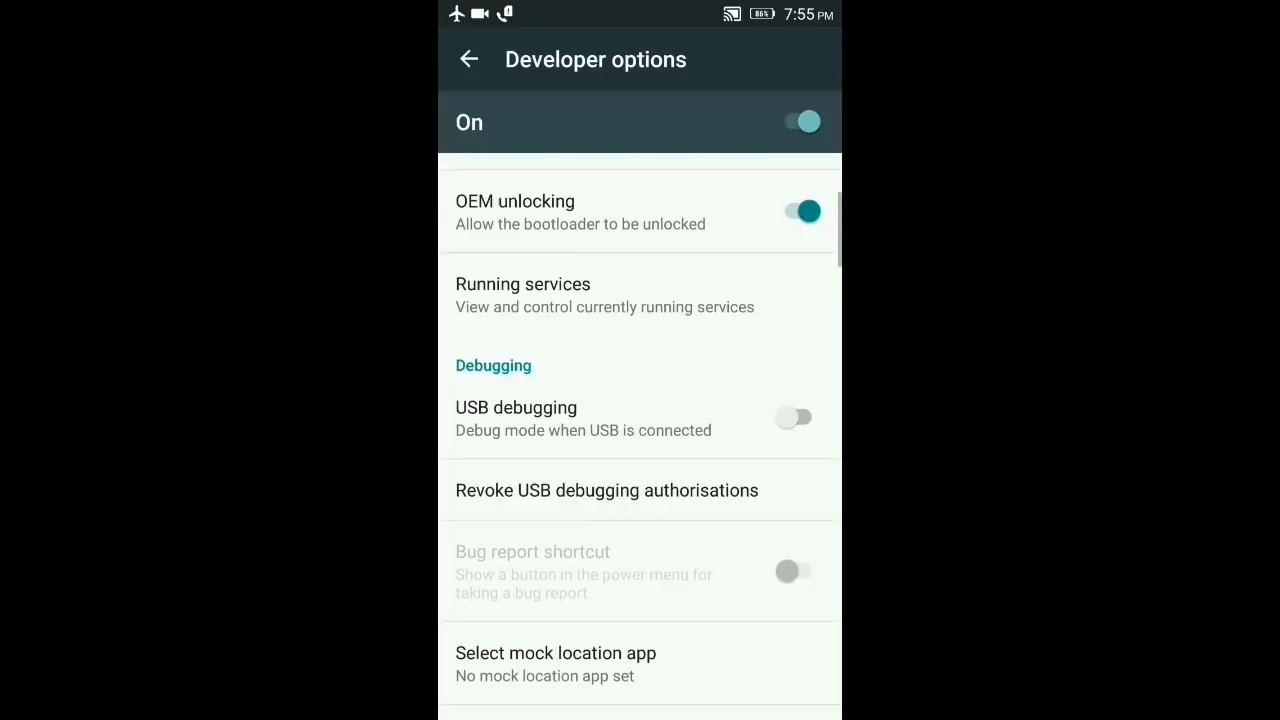 86% 7:55 PM
Developer options
On
OEM unlocking
Allow the bootloader to be unlocked
Running services
View and control currently running services
Debugging
USB debugging
Debug mode when USB is connected
Revoke USB debugging authorisations
Bug report shortcut
Show a button in the power menu for
taking a bug report
Select mock location app
No mock location app set